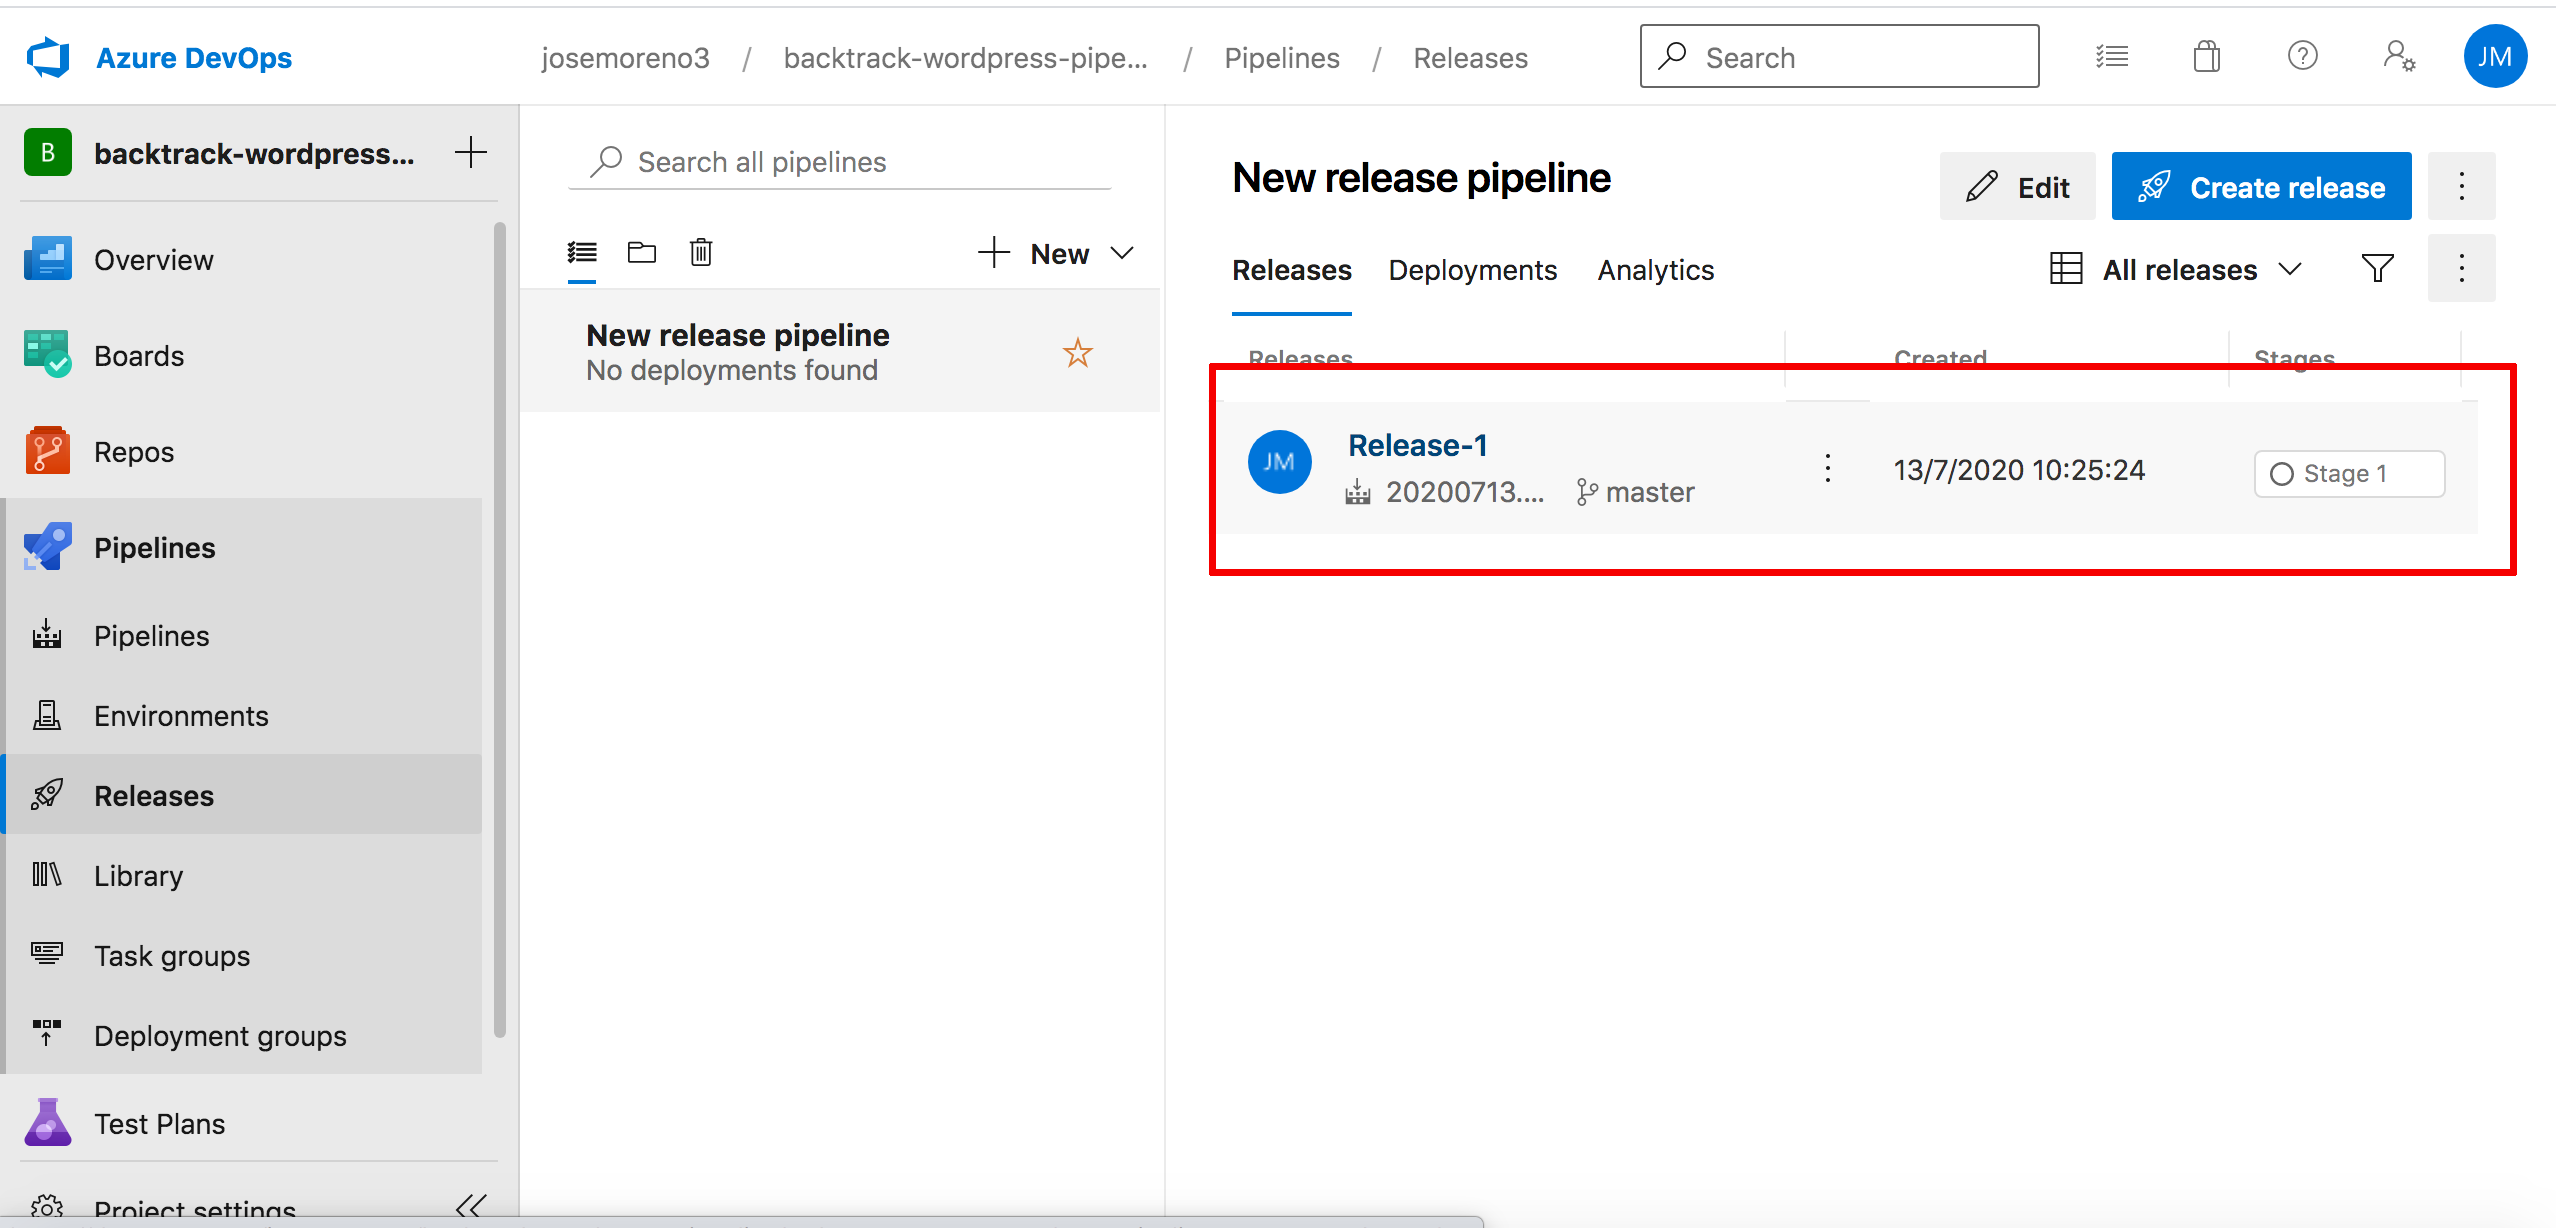 Azure DevOps
josemoreno3 / backtrack-wordpress-pipe... / Pipelines / Releases
Search
JM
B backtrack-wordpress...
Overview
Boards
Repos
Pipelines
Pipelines
Environments
Releases
Library
Task groups
Deployment groups
Test Plans
Project settings
Search all pipelines
New
New release pipeline
No deployments found
New release pipeline
Edit
Create release
Releases Deployments Analytics
All releases
Releases Created Stages
JM
Release-1
20200713.... master
13/7/2020 10:25:24
Stage 1